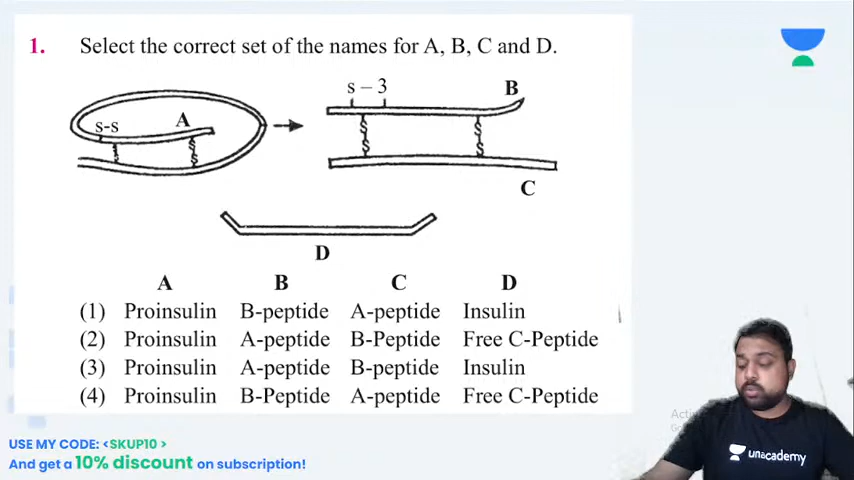 1. Select the correct set of the names for A, B, C and D.
s – 3 B
s-s A
s s
s s
C
D
A B C D
(1) Proinsulin B-peptide A-peptide Insulin
(2) Proinsulin A-peptide B-Peptide Free C-Peptide
(3) Proinsulin A-peptide B-peptide Insulin
(4) Proinsulin B-Peptide A-peptide Free C-Peptide
USE MY CODE: <SKUP10 >
And get a 10% discount on subscription!
unacademy